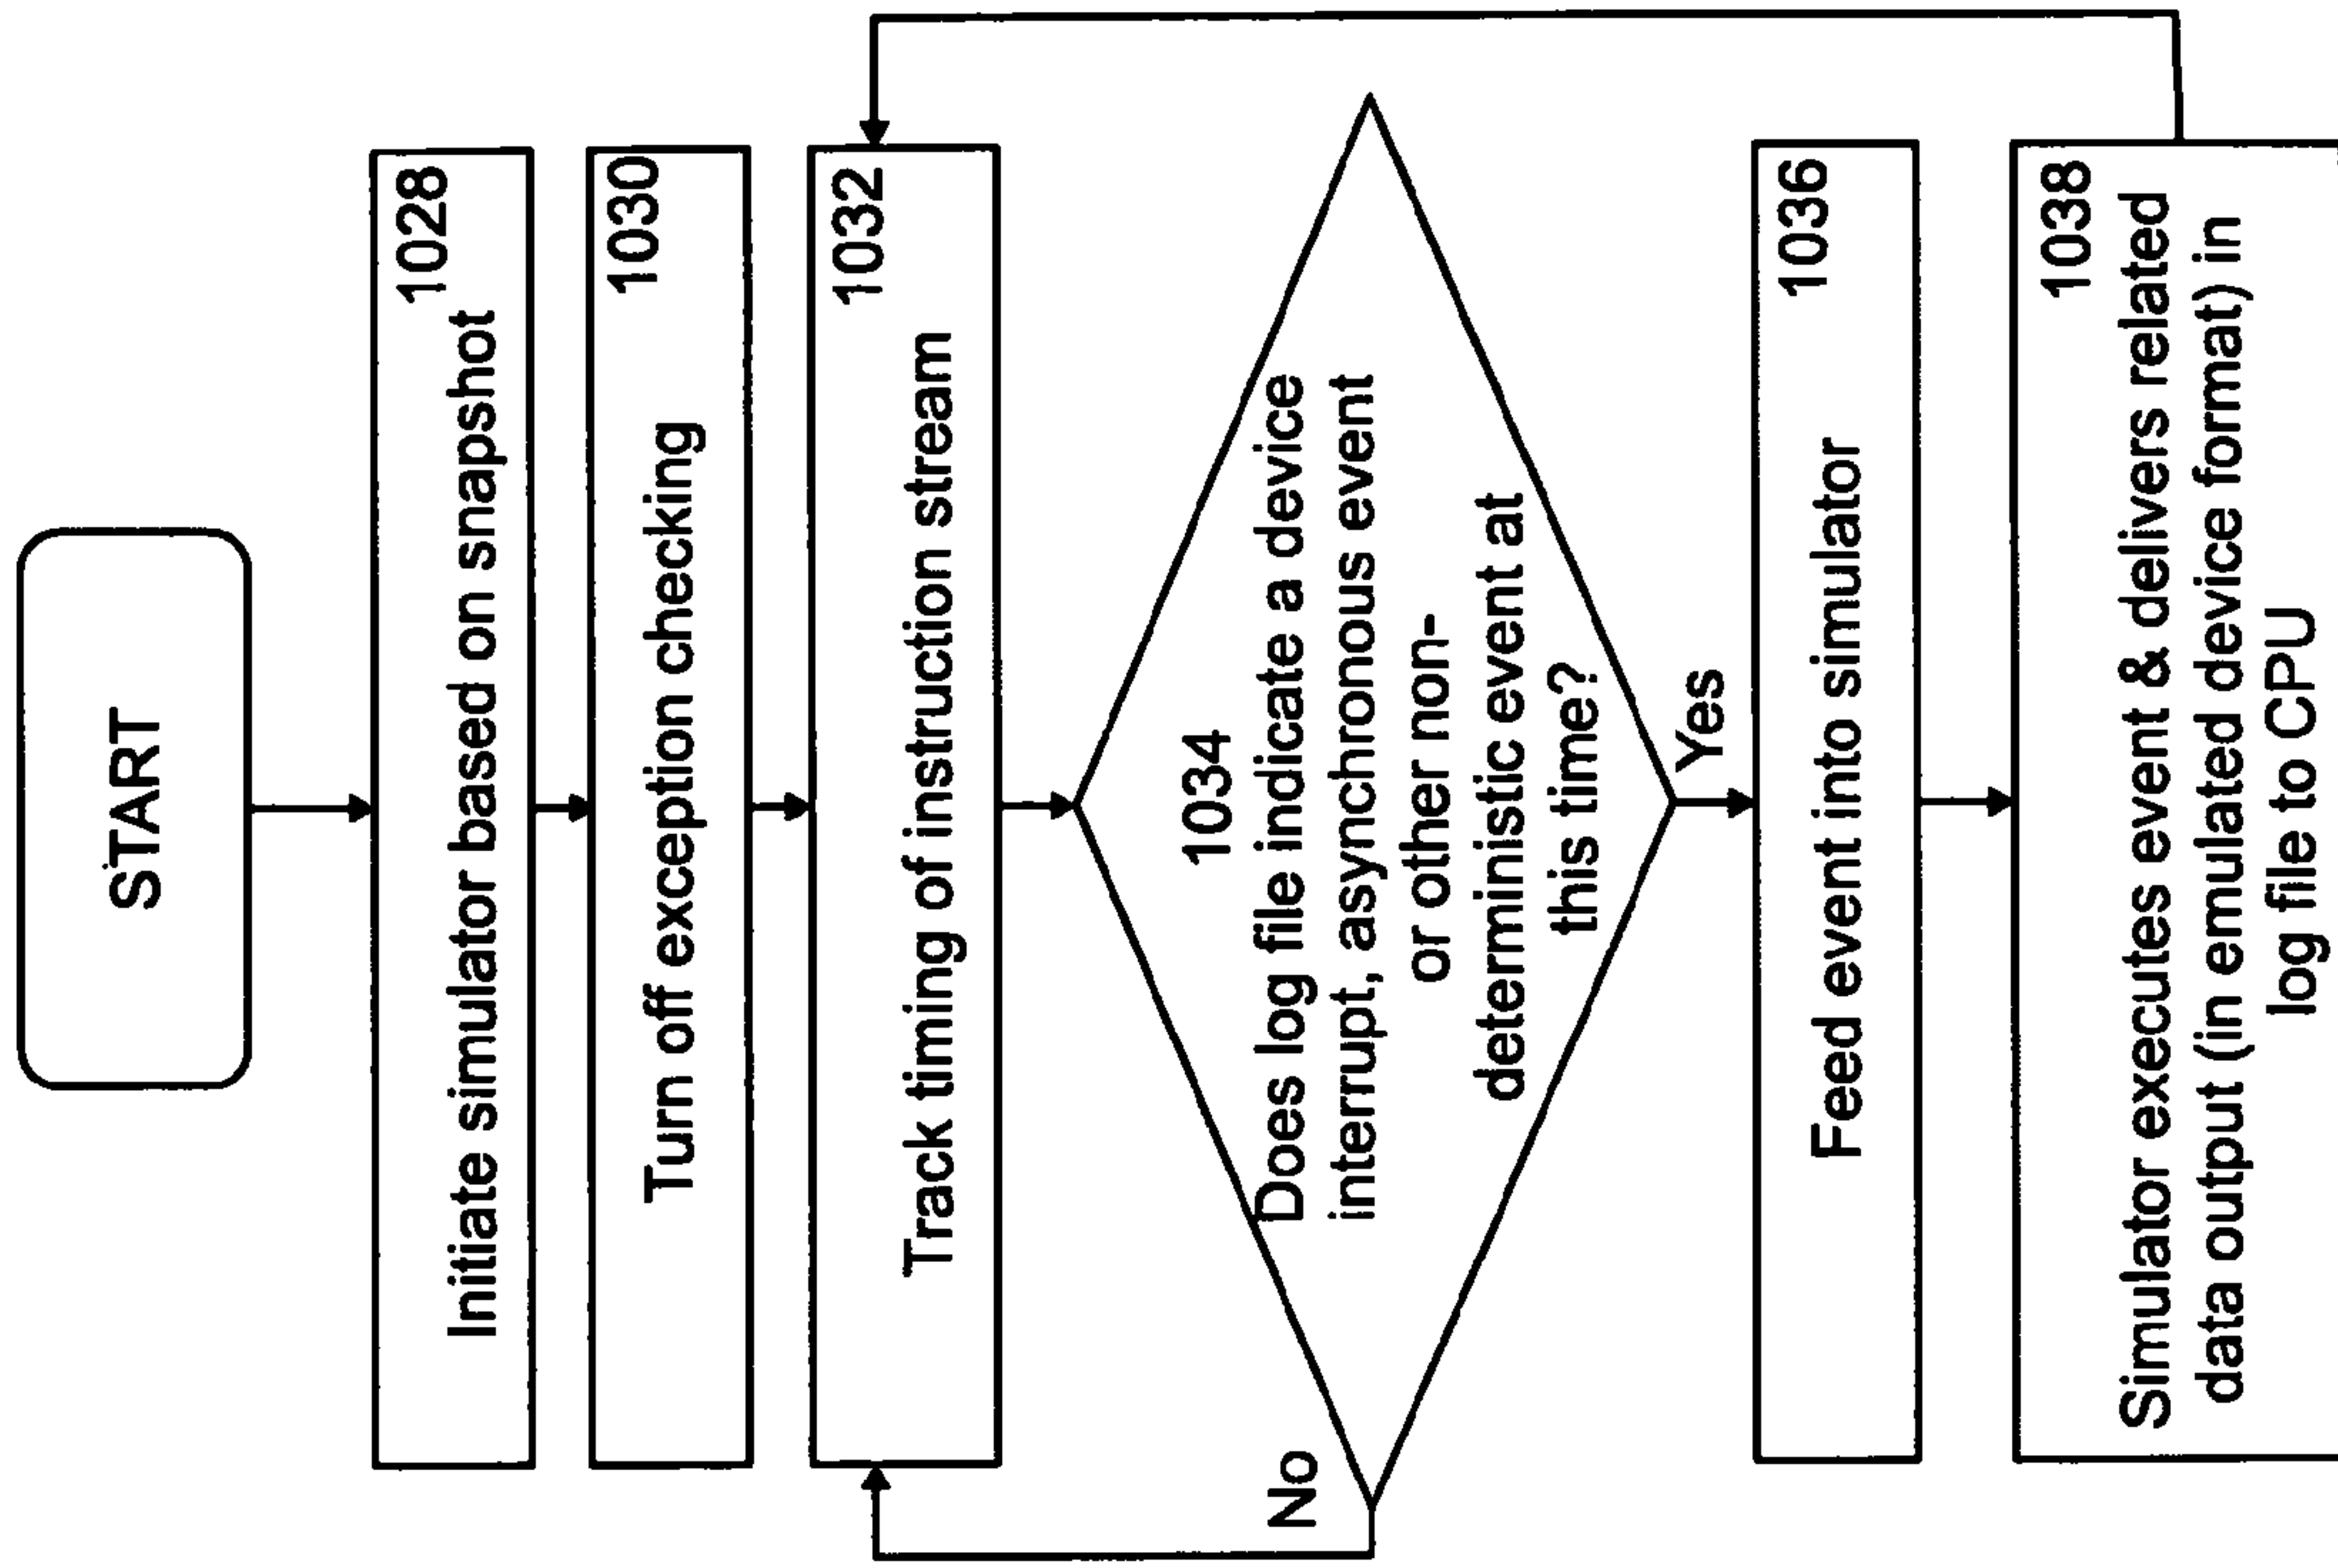 START
1028
Initiate simulator based on snapshot
1030
Turn off exception checking
1032
Track timing of instruction stream
1034
Does log file indicate a device
interrupt, asynchronous event
or other non-
deterministic event at
this time?
No
Yes
1036
Feed event into simulator
1038
Simulator executes event & delivers related
data output (in emulated device format) in
log file to CPU